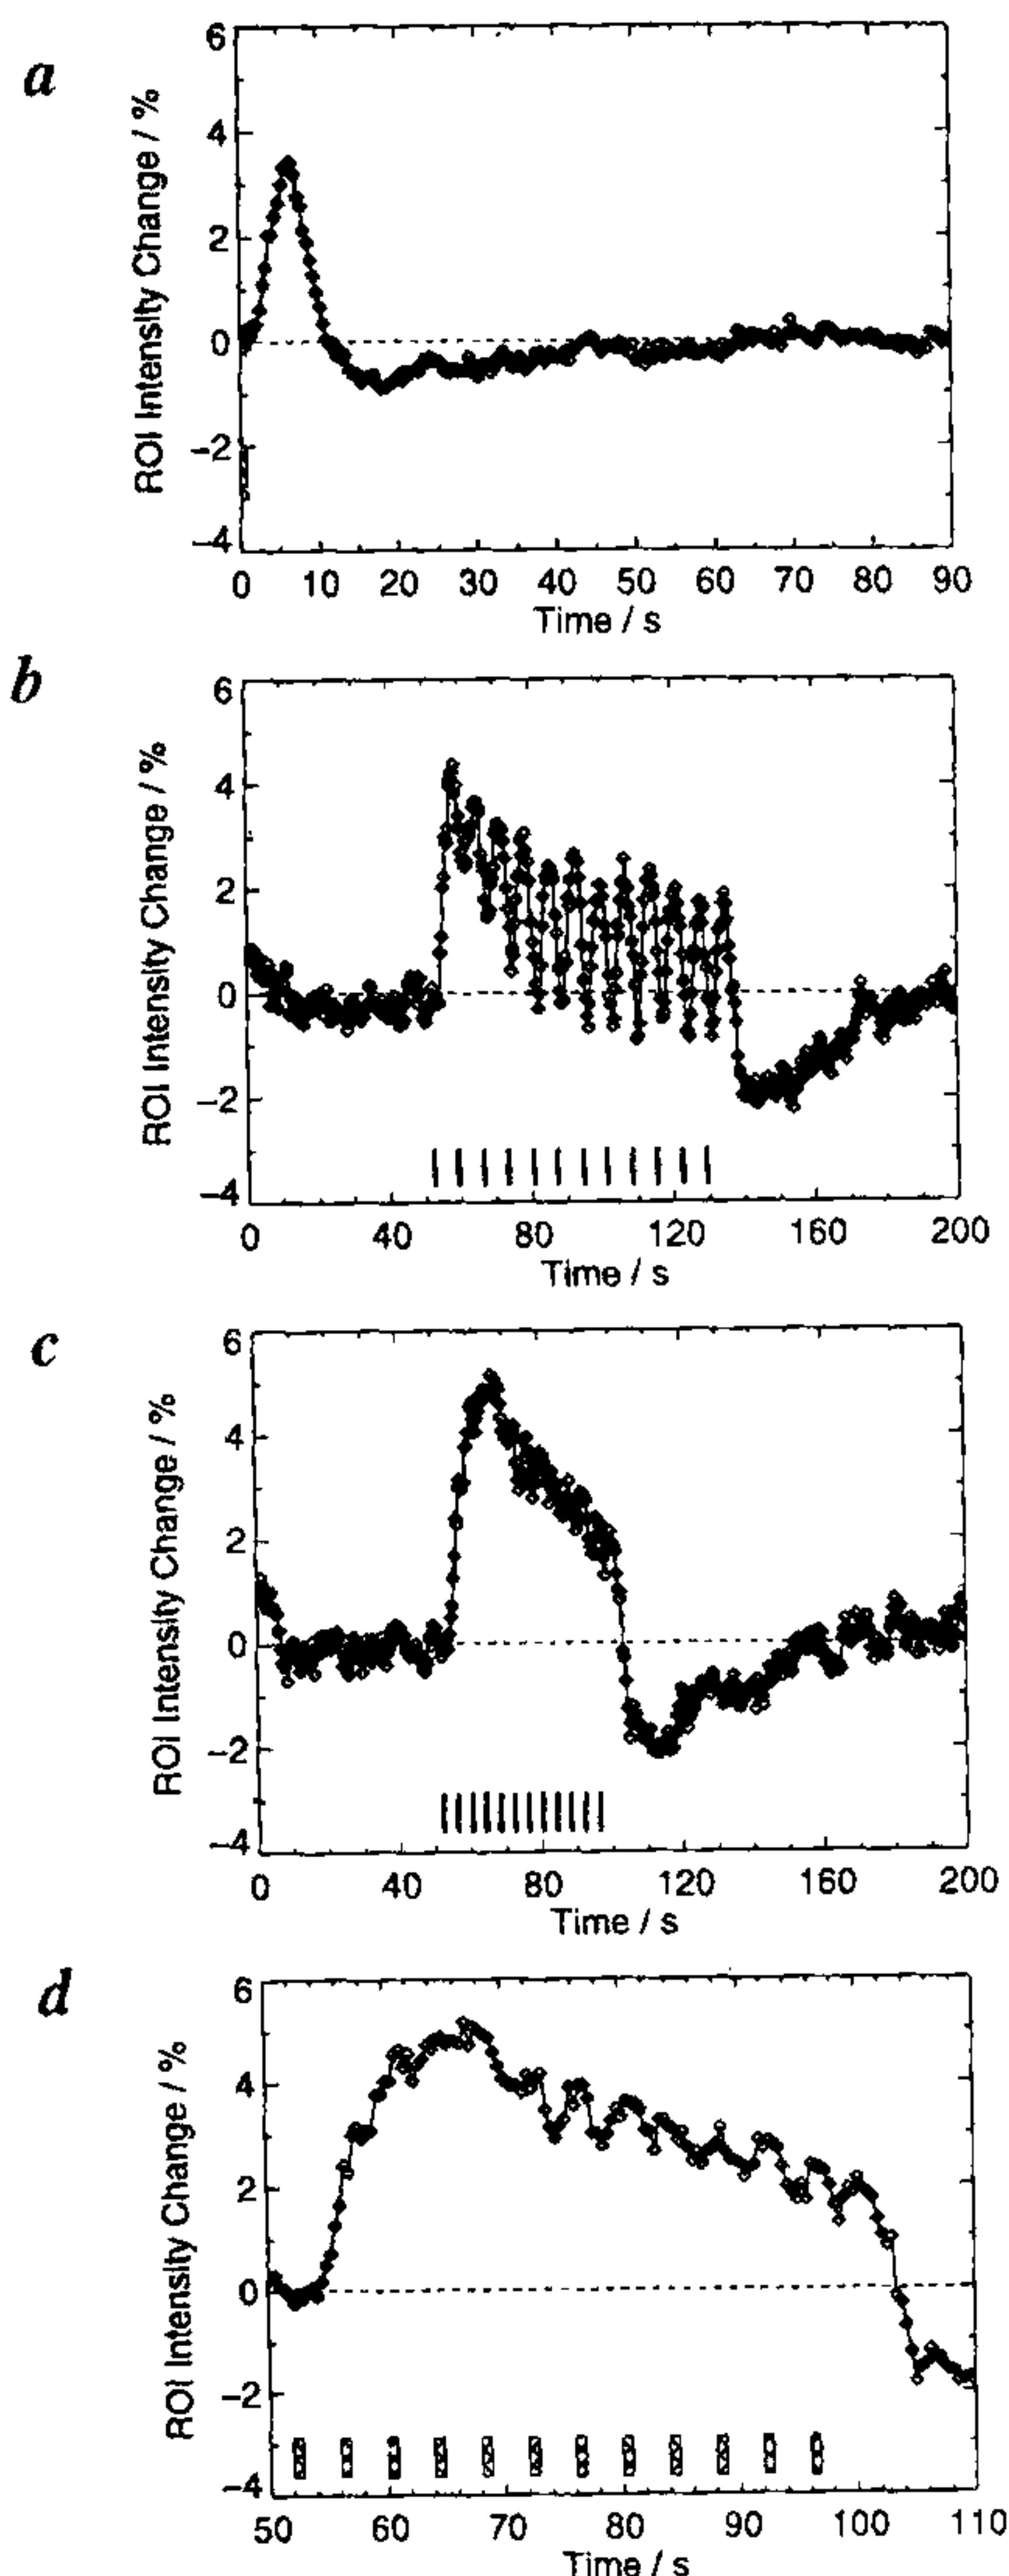 a
ROI Intensity Change / %
6
4
2
0
−2
−4
0 10 20 30 40 50 60 70 80 90
Time / s
b
ROI Intensity Change / %
6
4
2
0
−2
−4
0 40 80 120 160 200
Time / s
c
ROI Intensity Change / %
6
4
2
0
−2
−4
0 40 80 120 160 200
Time / s
d
ROI Intensity Change / %
6
4
2
0
−2
−4
50 60 70 80 90 100 110
Time / s